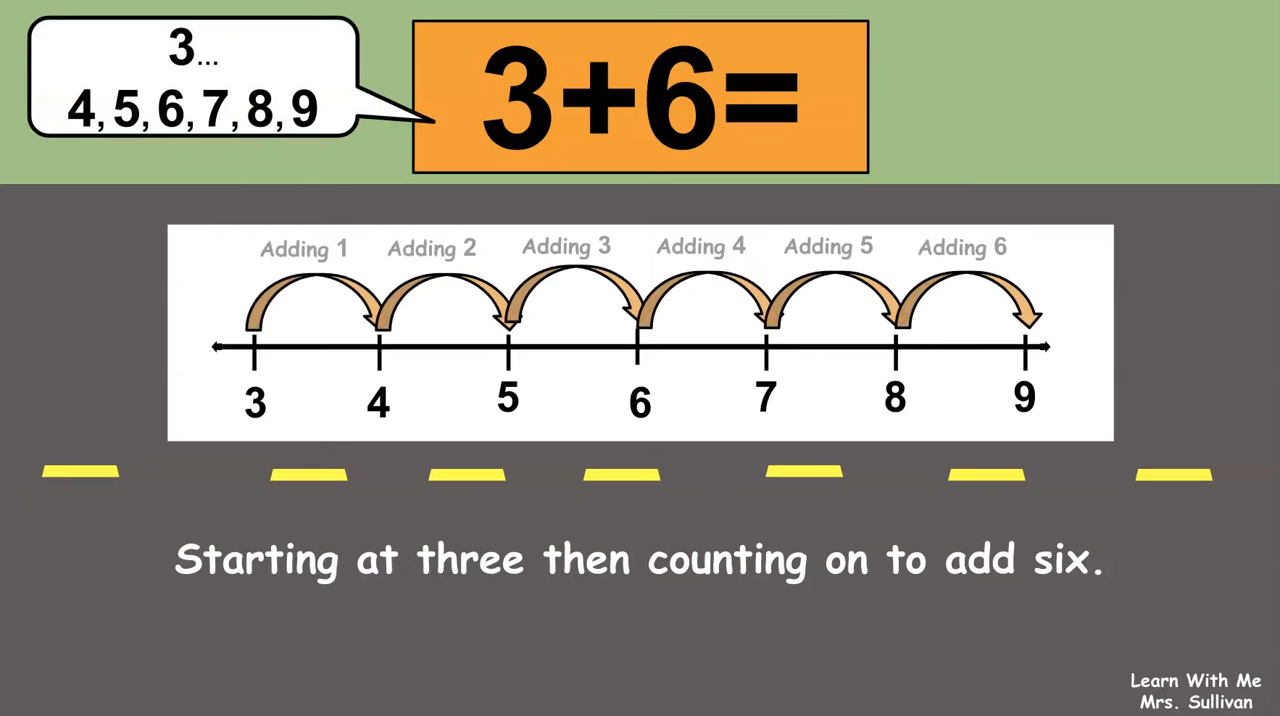 3...
4, 5, 6, 7, 8, 9
3+6=
Adding 1 Adding 2 Adding 3 Adding 4 Adding 5 Adding 6
3 4 5 6 7 8 9
Starting at three then counting on to add six.
Learn With Me
Mrs. Sullivan